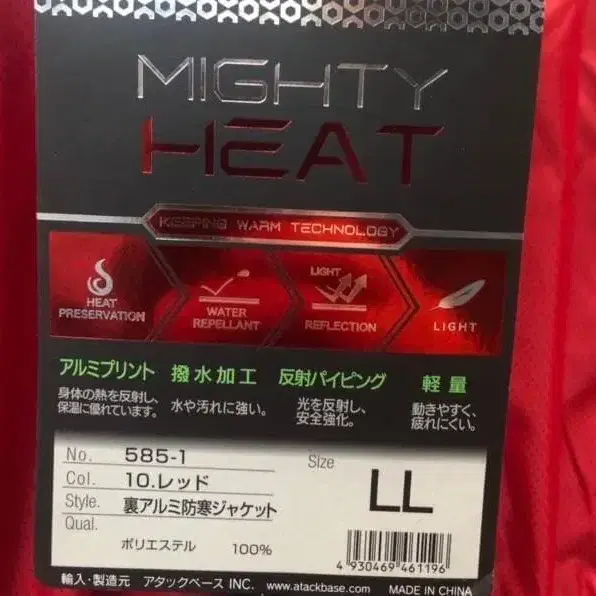 MIGHTY
HEAT
KEEPING WARM TECHNOLOGY
HEAT
PRESERVATION
WATER
REPELLANT
LIGHT
REFLECTION
LIGHT
アルミプリント
身体の熱を反射し、
保温に優れています。
撥水加工
水や汚れに強い。
反射パイピング
光を反射し、
安全強化。
軽量
動きやすく、
疲れにくい。
No. 585-1
Col. 10.レッド
Style. 裏アルミ防寒ジャケット
Qual.
ポリエステル 100%
Size
LL
4 930469 461196
輸入・製造元 アタックベース INC. www.atackbase.com MADE IN CHINA